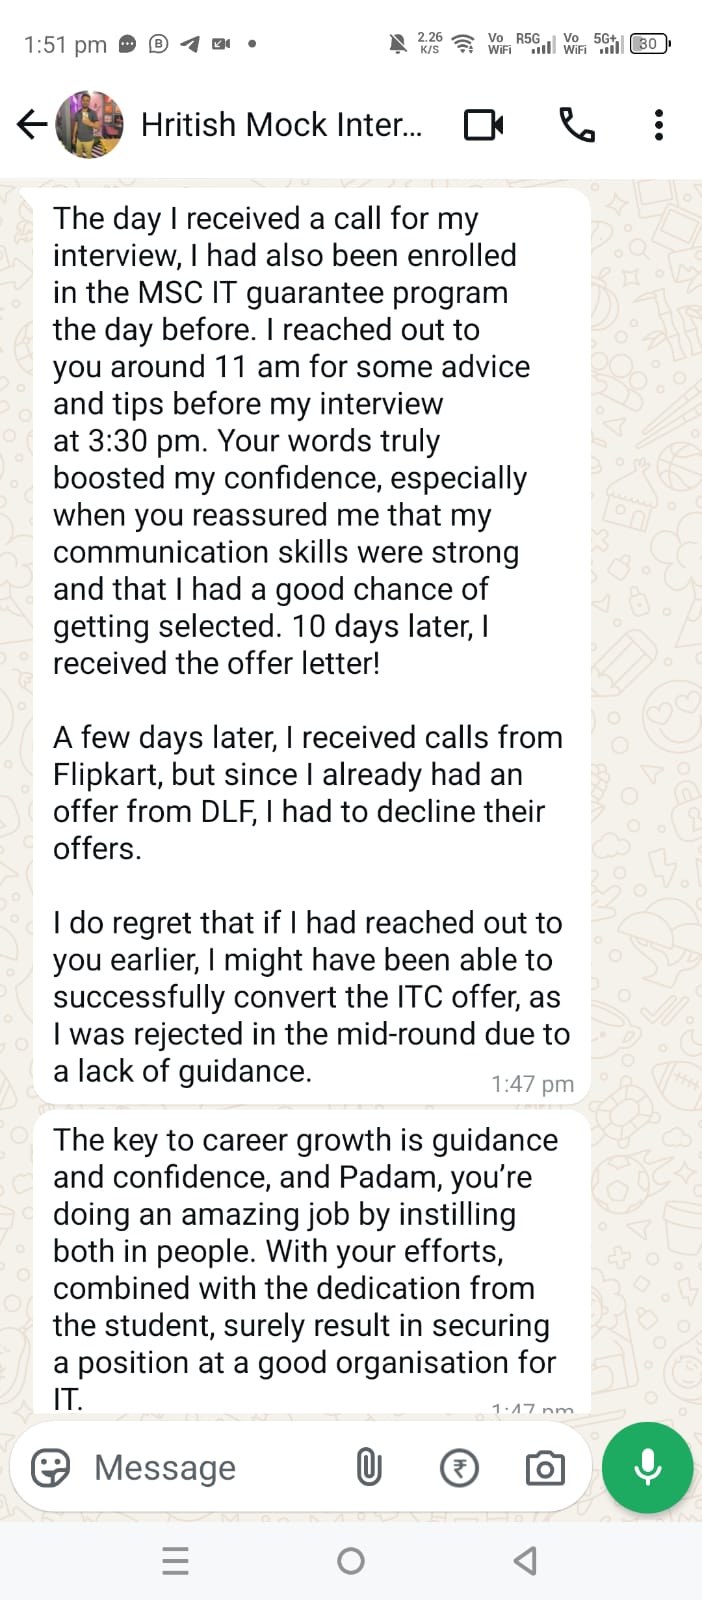 1:51 pm
2.26
K/S
Vo
WiFi
R5G
Vo
WiFi
5G+
30
Hritish Mock Inter...
The day I received a call for my
interview, I had also been enrolled
in the MSC IT guarantee program
the day before. I reached out to
you around 11 am for some advice
and tips before my interview
at 3:30 pm. Your words truly
boosted my confidence, especially
when you reassured me that my
communication skills were strong
and that I had a good chance of
getting selected. 10 days later, I
received the offer letter!
A few days later, I received calls from
Flipkart, but since I already had an
offer from DLF, I had to decline their
offers.
I do regret that if I had reached out to
you earlier, I might have been able to
successfully convert the ITC offer, as
I was rejected in the mid-round due to
a lack of guidance.
1:47 pm
The key to career growth is guidance
and confidence, and Padam, you're
doing an amazing job by instilling
both in people. With your efforts,
combined with the dedication from
the student, surely result in securing
a position at a good organisation for
IT.
1:47 pm
Message